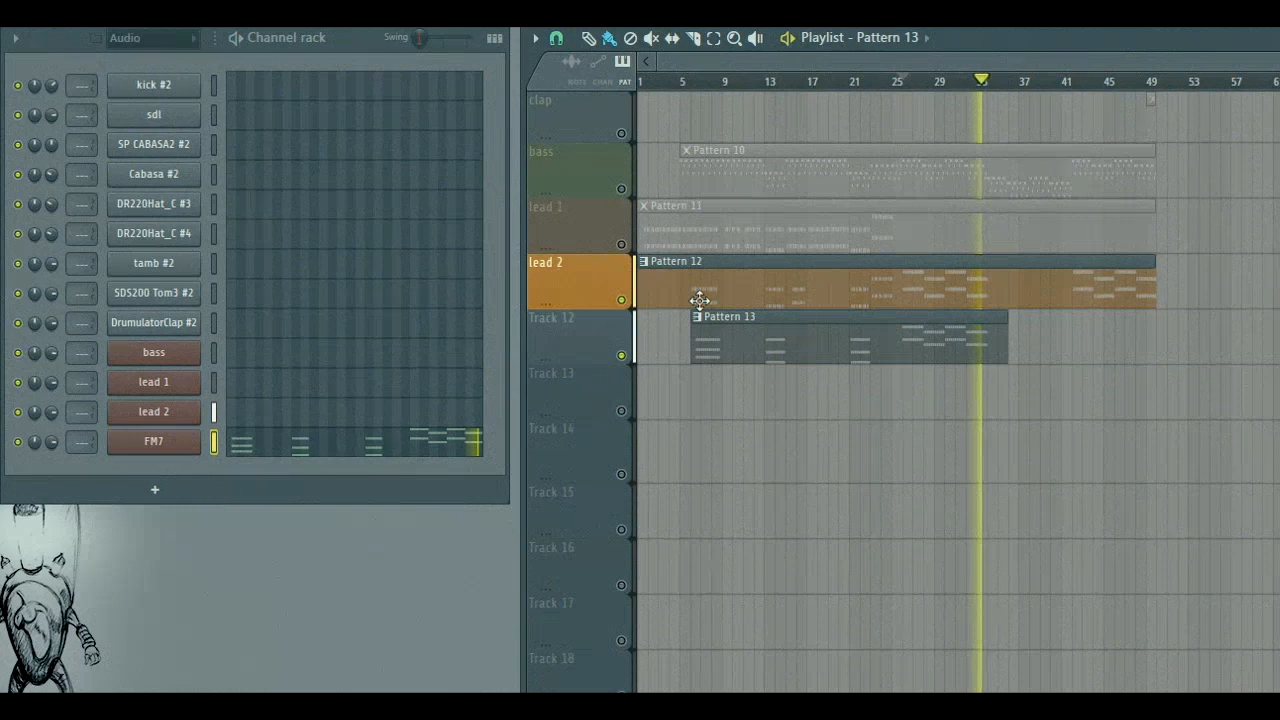 Audio
Channel rack
Swing
kick #2
sdl
SP CABASA2 #2
Cabasa #2
DR220Hat_C #3
DR220Hat_C #4
tamb #2
SDS200 Tom3 #2
DrumulatorClap #2
bass
lead 1
lead 2
FM7
+
Playlist - Pattern 13
NOTE CHAN PAT
1 5 13 17 21 25 29 33 37 41 45 49 53 57
clap
bass
Pattern 10
lead 1
Pattern 11
lead 2
Pattern 12
Track 12
Pattern 13
Track 13
Track 14
Track 15
Track 16
Track 17
Track 18